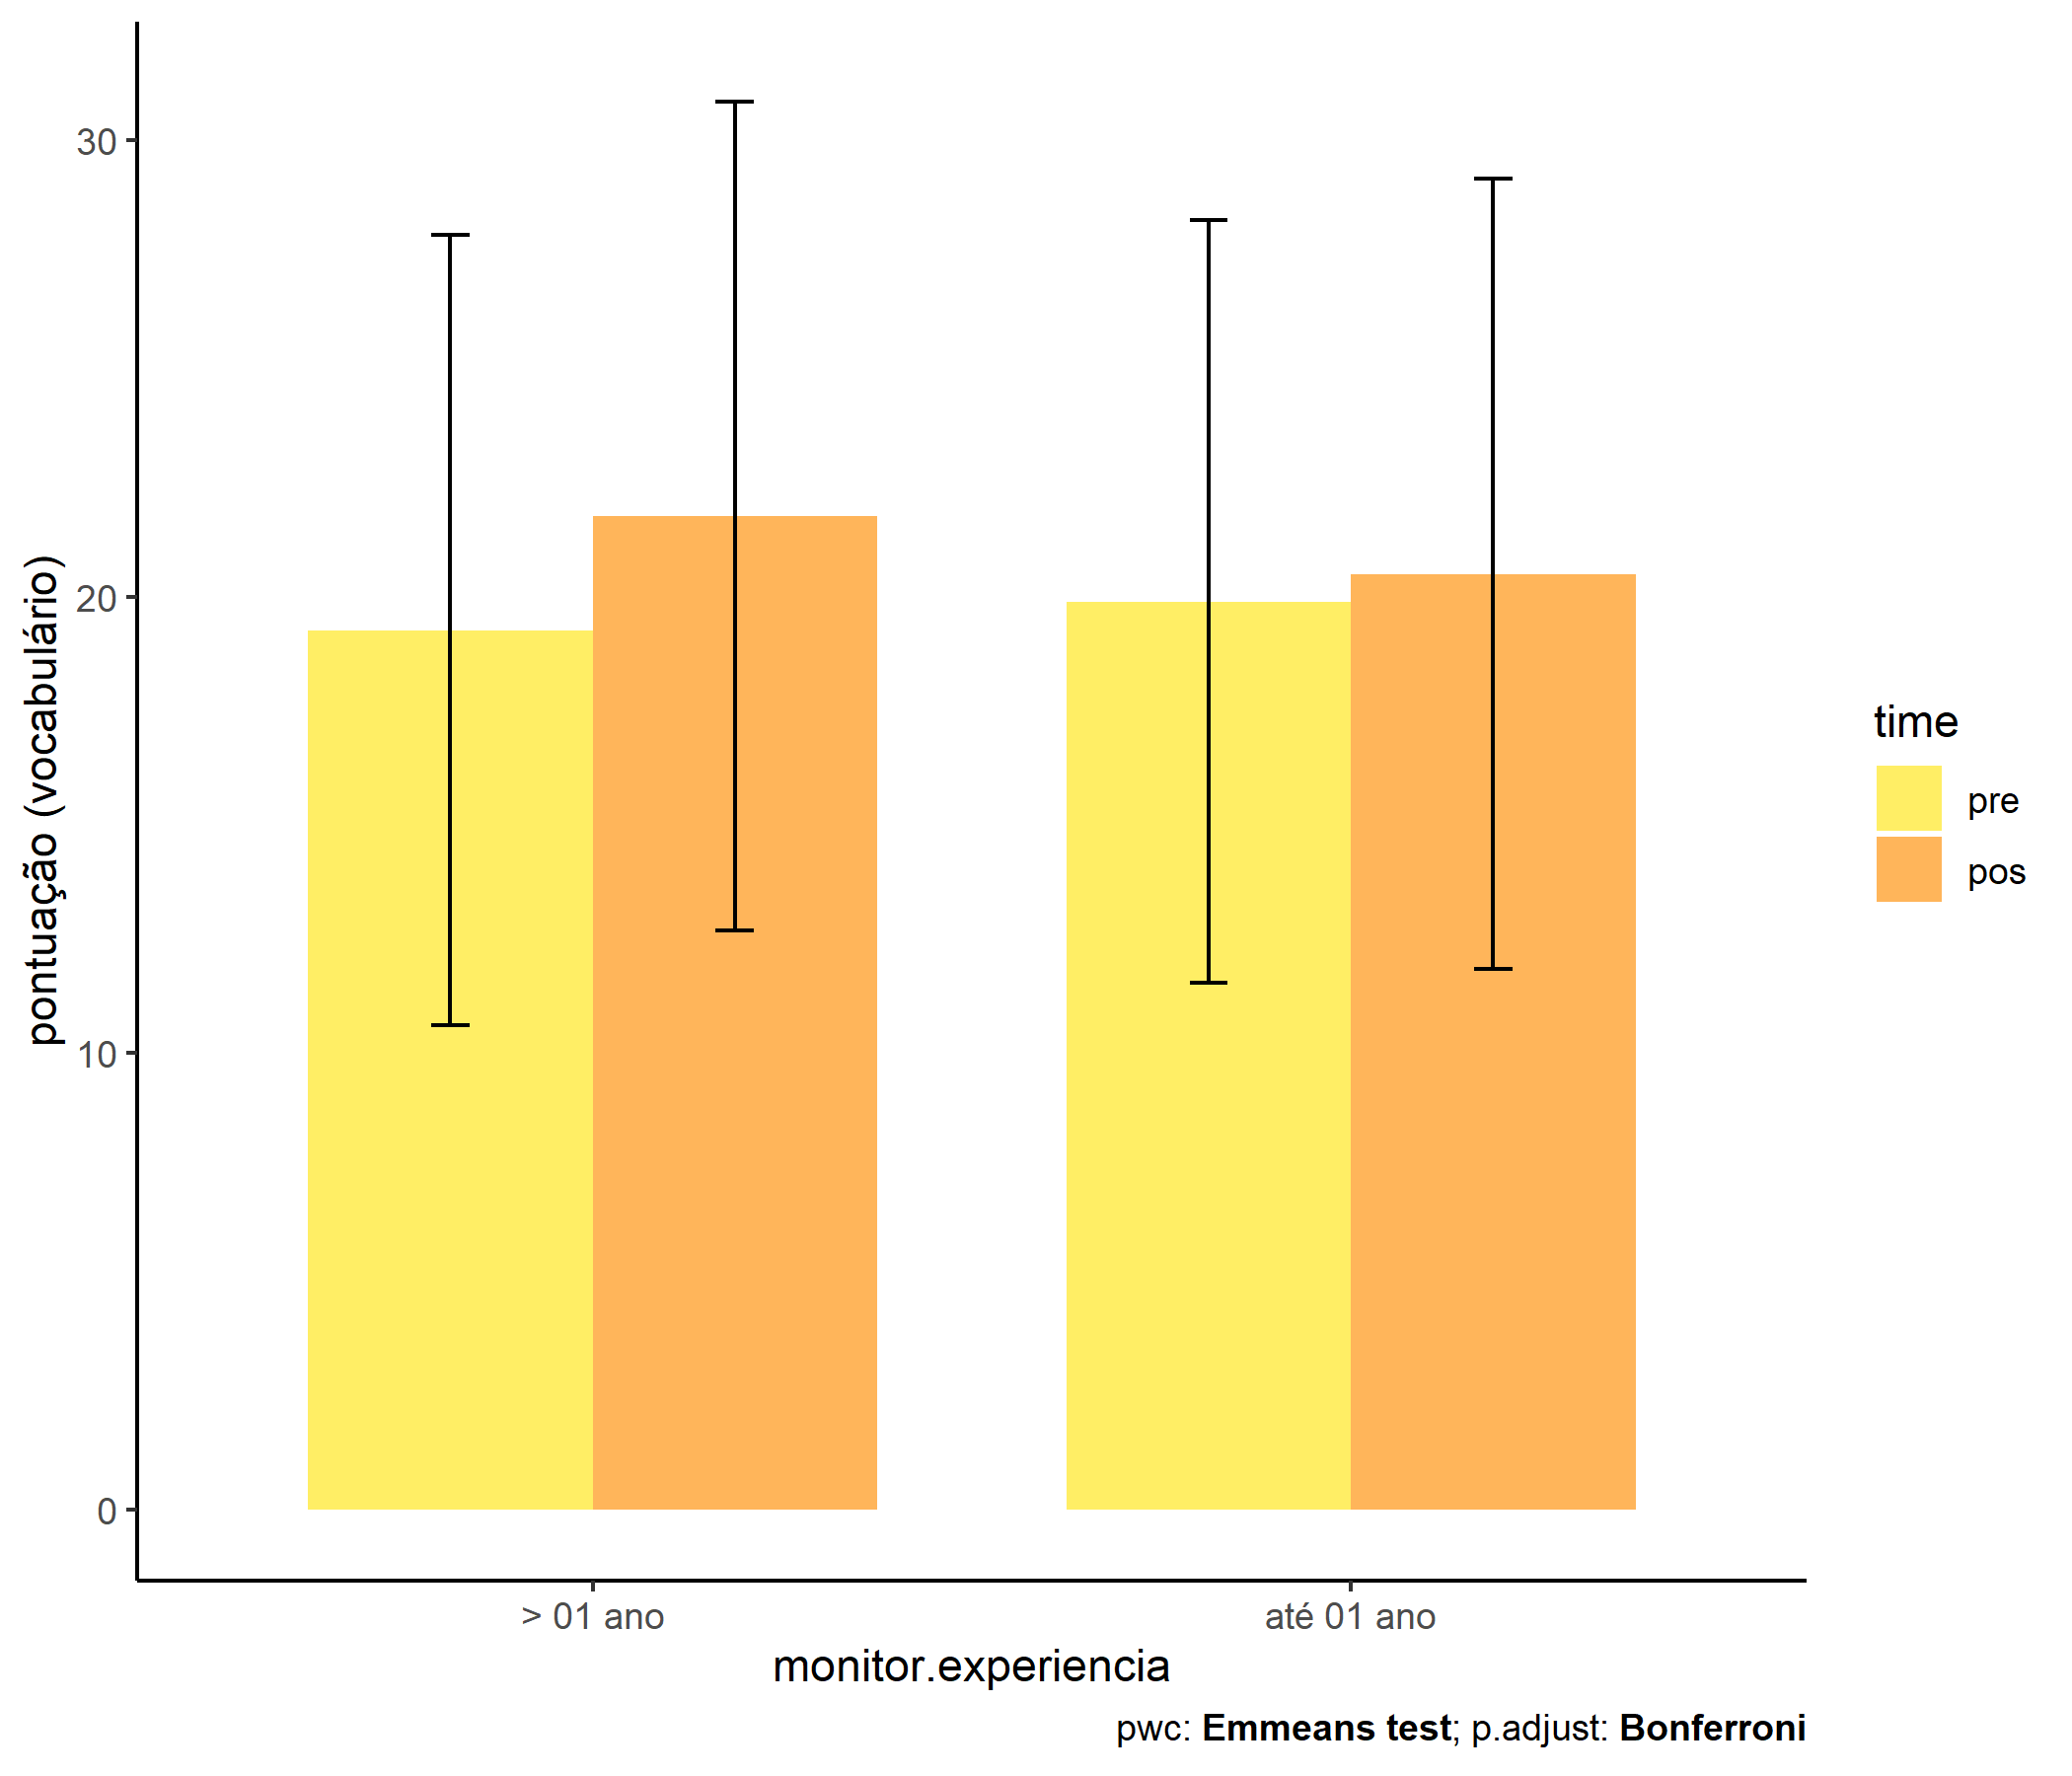 pontuação (vocabulário)
30
20
10
0
> 01 ano
até 01 ano
monitor.experiencia
time
pre
pos
pwc: Emmeans test; p.adjust: Bonferroni